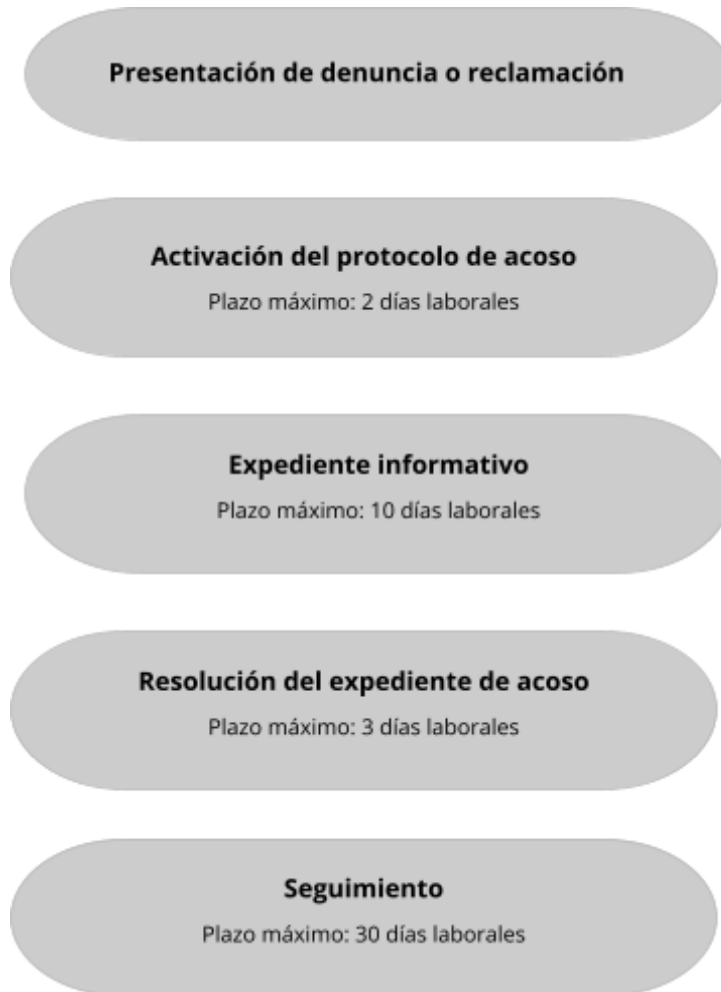 Presentación de denuncia o reclamación
Activación del protocolo de acoso
Plazo máximo: 2 días laborales
Expediente informativo
Plazo máximo: 10 días laborales
Resolución del expediente de acoso
Plazo máximo: 3 días laborales
Seguimiento
Plazo máximo: 30 días laborales